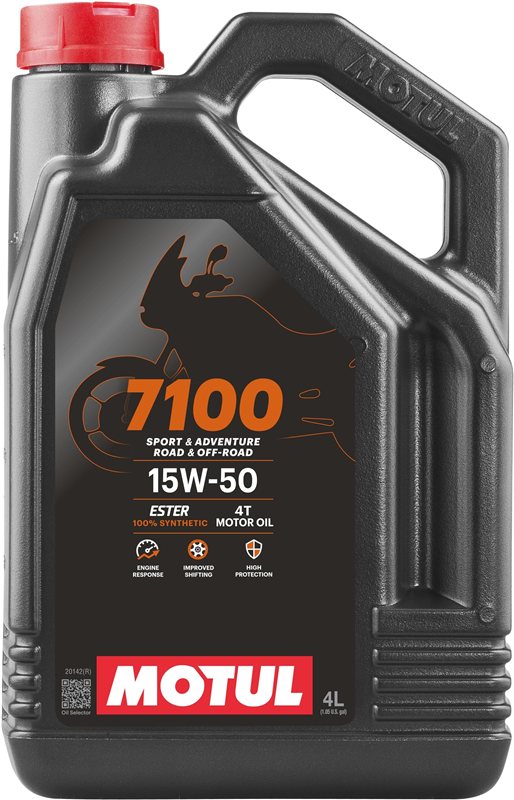 MOTUL
7100
SPORT & ADVENTURE
ROAD & OFF-ROAD
15W-50
ESTER
100% SYNTHETIC
4T
MOTOR OIL
ENGINE
RESPONSE
IMPROVED
SHIFTING
HIGH
PROTECTION
20142(R)
Oil Selector
MOTUL
4L
(1.05 U.S. gal)